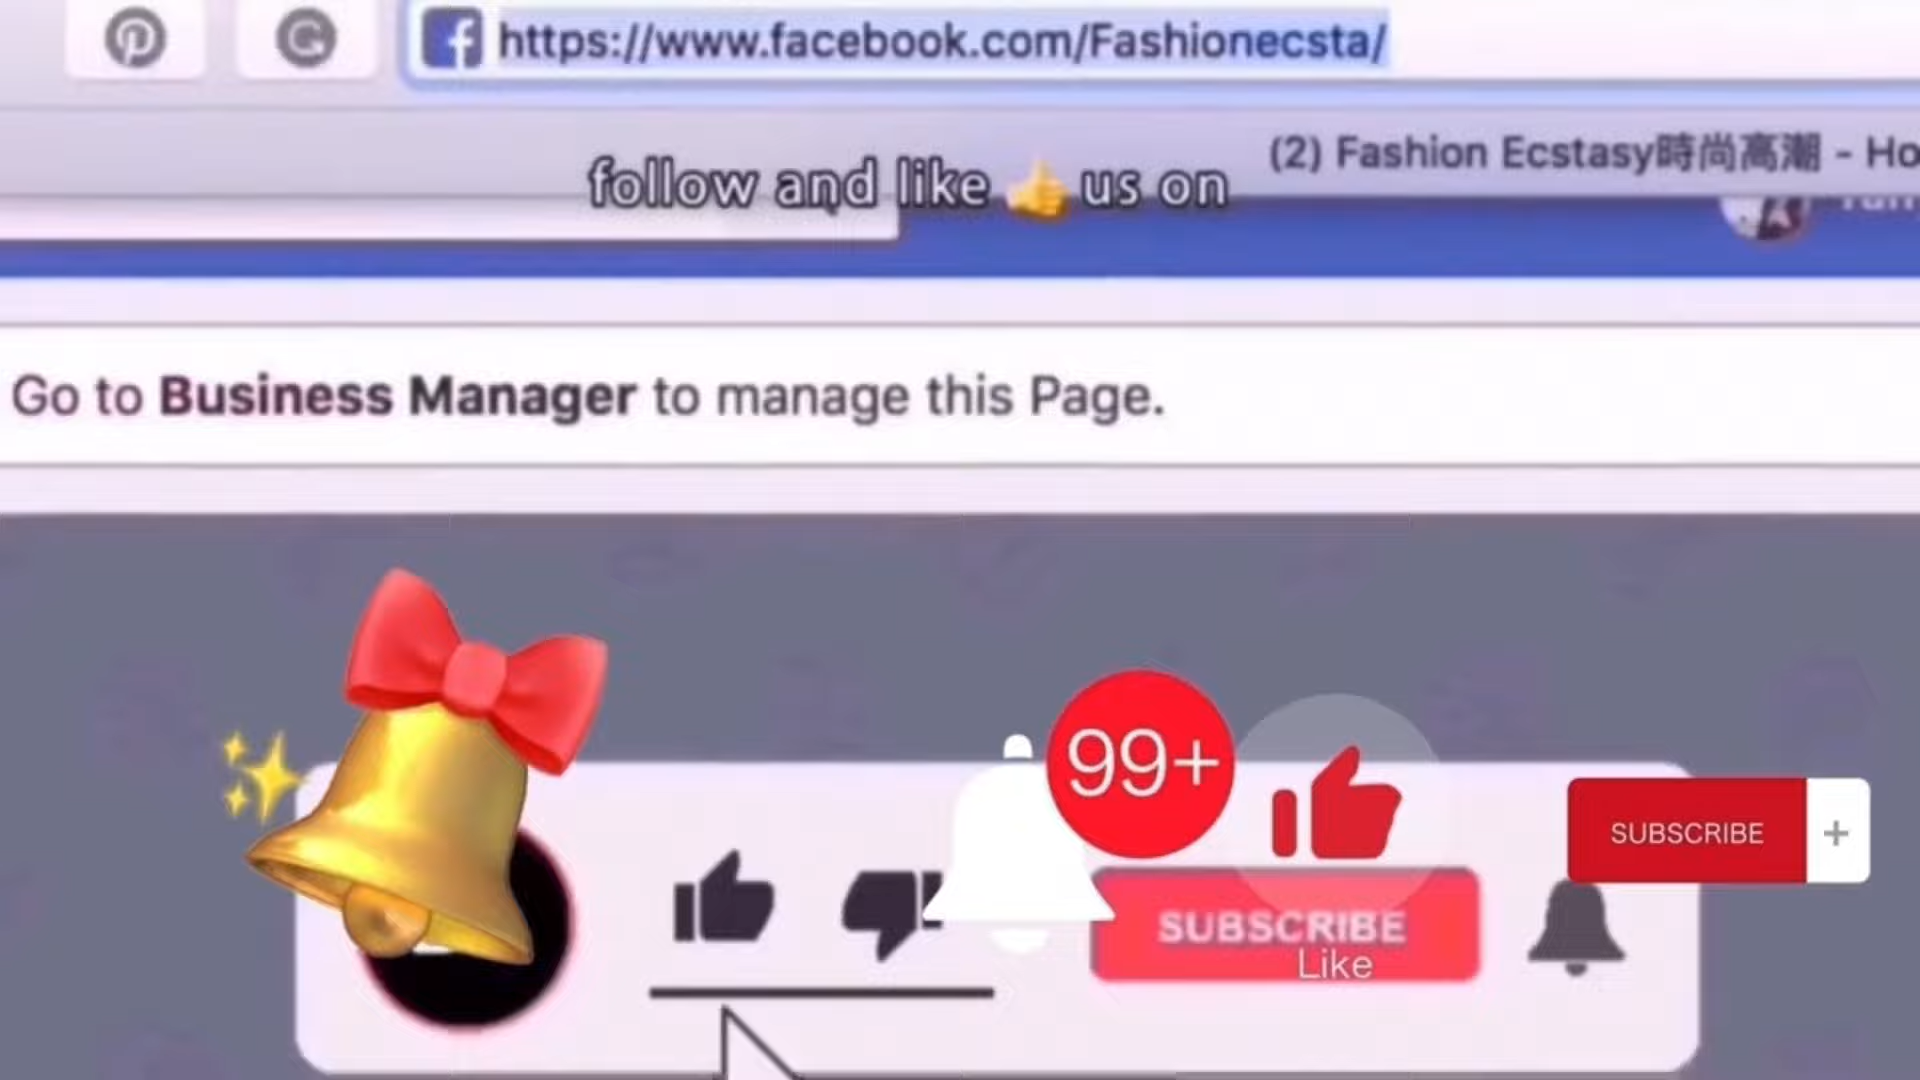 https://www.facebook.com/Fashionecsta/
(2) Fashion Ecstasy時尚高潮 - Ho
follow and like 👍 us on
Go to Business Manager to manage this Page.
99+
SUBSCRIBE +
SUBSCRIBE
Like